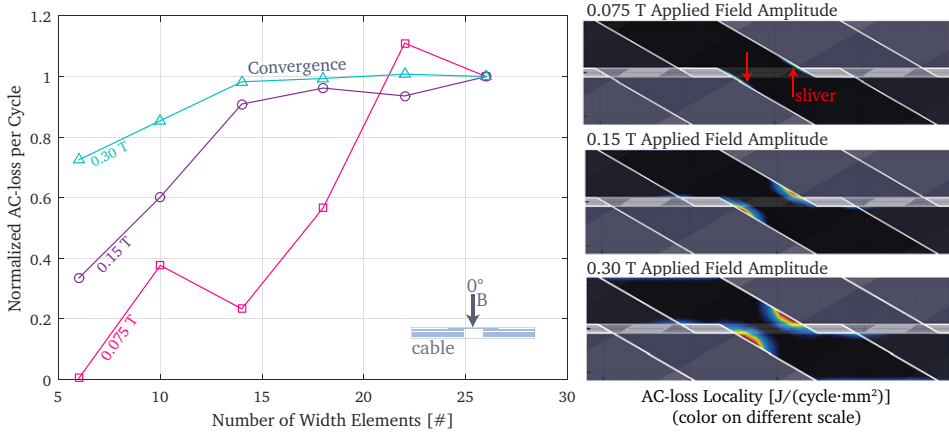 1.2
1
0.8
0.6
0.4
0.2
0
5
10
15
20
25
30
Normalized AC-loss per Cycle
Number of Width Elements [#]
Convergence
0.30 T
0.15 T
0.075 T
0°
B
cable
0.075 T Applied Field Amplitude
sliver
0.15 T Applied Field Amplitude
0.30 T Applied Field Amplitude
AC-loss Locality [J/(cycle·mm²)]
(color on different scale)